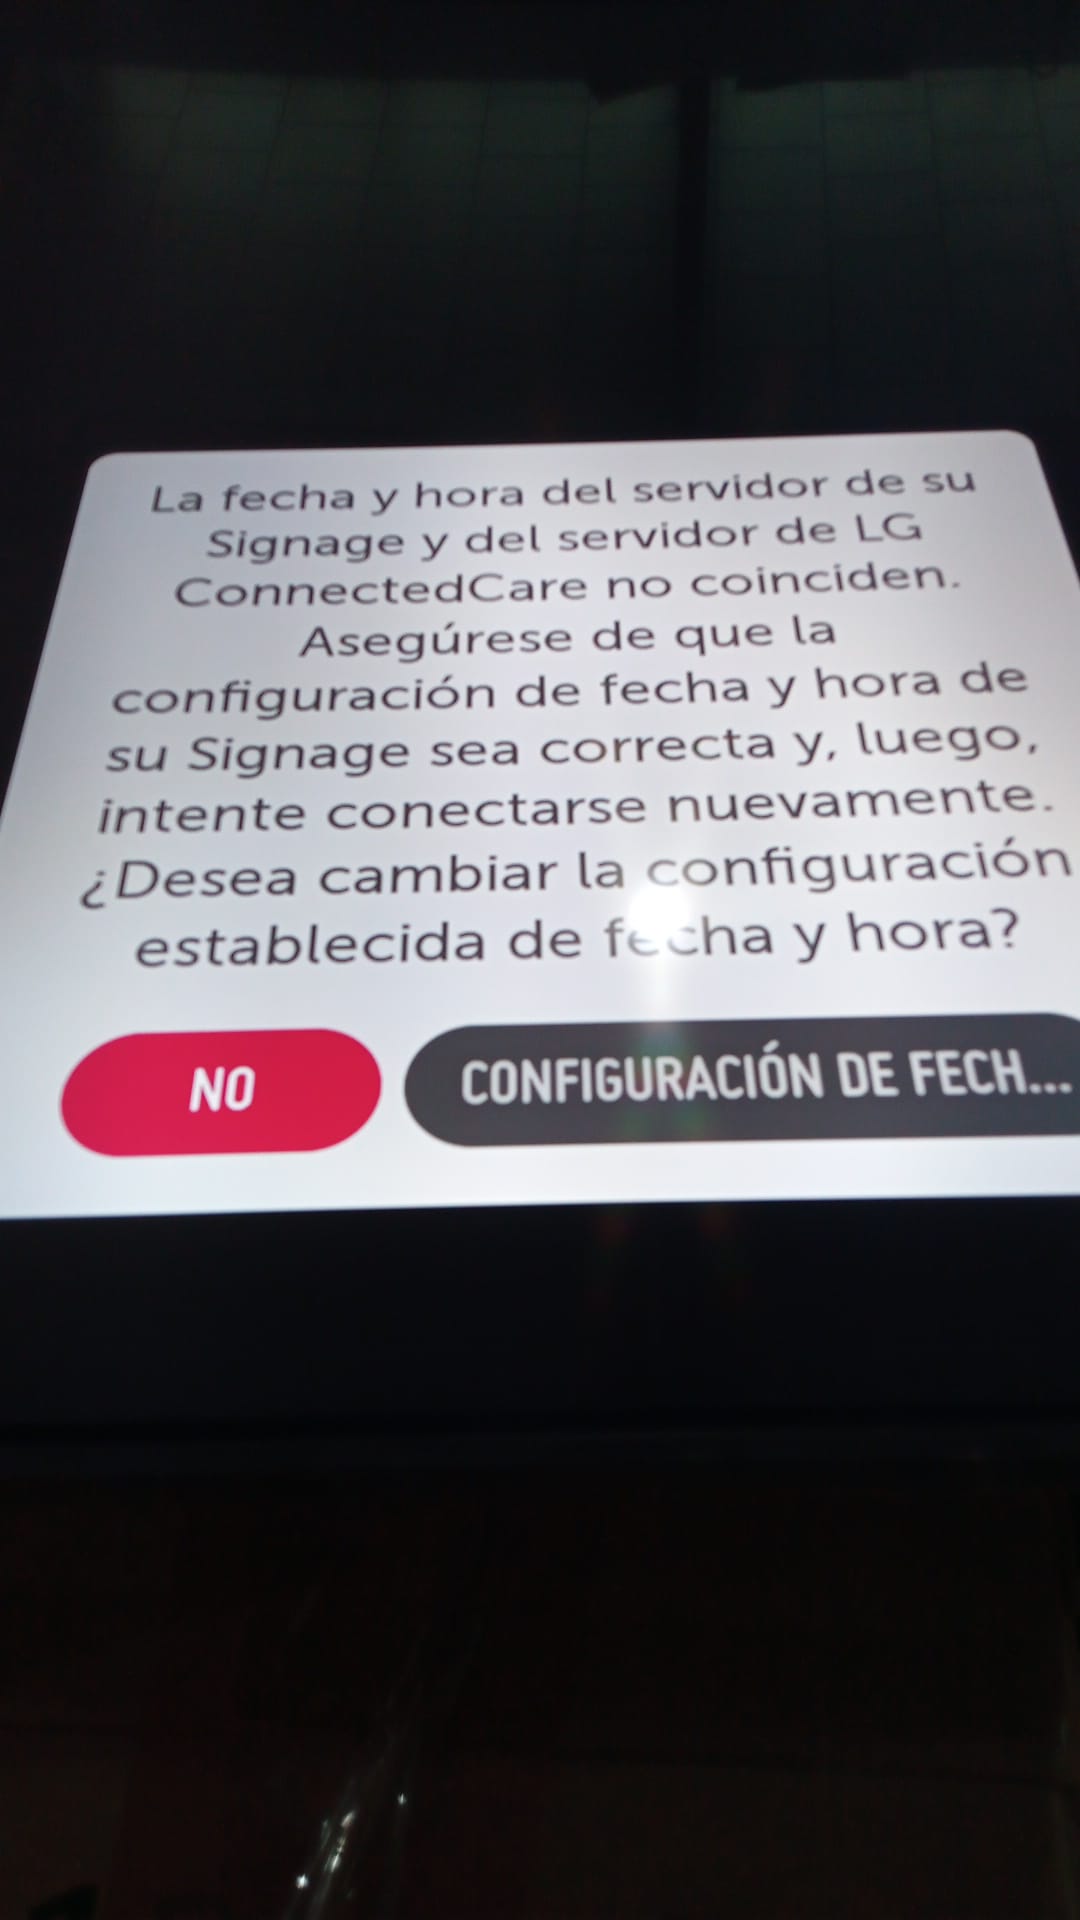 La fecha y hora del servidor de su
Signage y del servidor de LG
ConnectedCare no coinciden.
Asegúrese de que la
configuración de fecha y hora de
su Signage sea correcta y, luego,
intente conectarse nuevamente.
¿Desea cambiar la configuración
establecida de fecha y hora?
NO
CONFIGURACIÓN DE FECH...